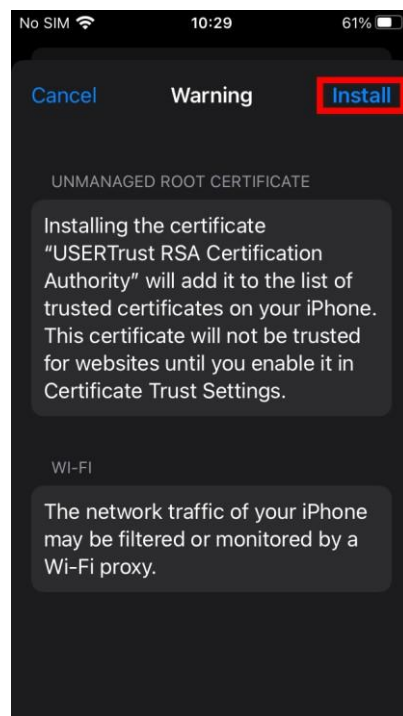 No SIM 10:29 61%
Cancel Warning Install
UNMANAGED ROOT CERTIFICATE
Installing the certificate
“USERTrust RSA Certification
Authority” will add it to the list of
trusted certificates on your iPhone.
This certificate will not be trusted
for websites until you enable it in
Certificate Trust Settings.
WI-FI
The network traffic of your iPhone
may be filtered or monitored by a
Wi-Fi proxy.